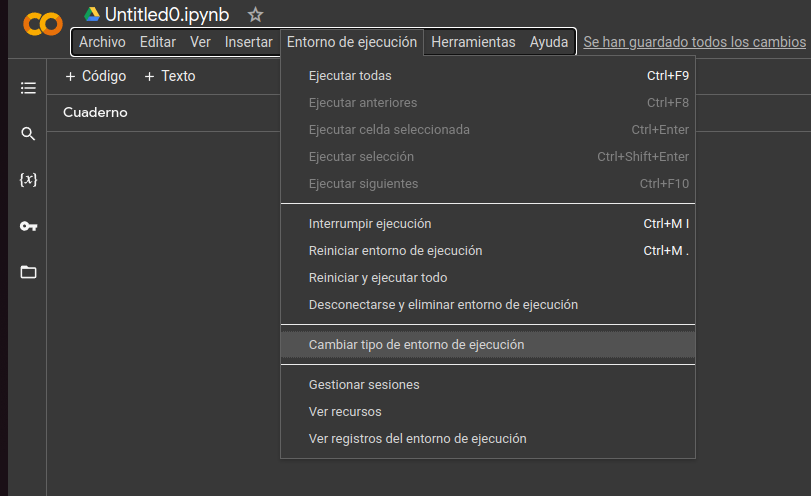 Untitled0.ipynb
Archivo Editar Ver Insertar Entorno de ejecución Herramientas Ayuda Se han guardado todos los cambios
+ Código + Texto
Cuaderno
{x}
Ejecutar todas Ctrl+F9
Ejecutar anteriores Ctrl+F8
Ejecutar celda seleccionada Ctrl+Enter
Ejecutar selección Ctrl+Shift+Enter
Ejecutar siguientes Ctrl+F10
Interrumpir ejecución Ctrl+M I
Reiniciar entorno de ejecución Ctrl+M .
Reiniciar y ejecutar todo
Desconectarse y eliminar entorno de ejecución
Cambiar tipo de entorno de ejecución
Gestionar sesiones
Ver recursos
Ver registros del entorno de ejecución